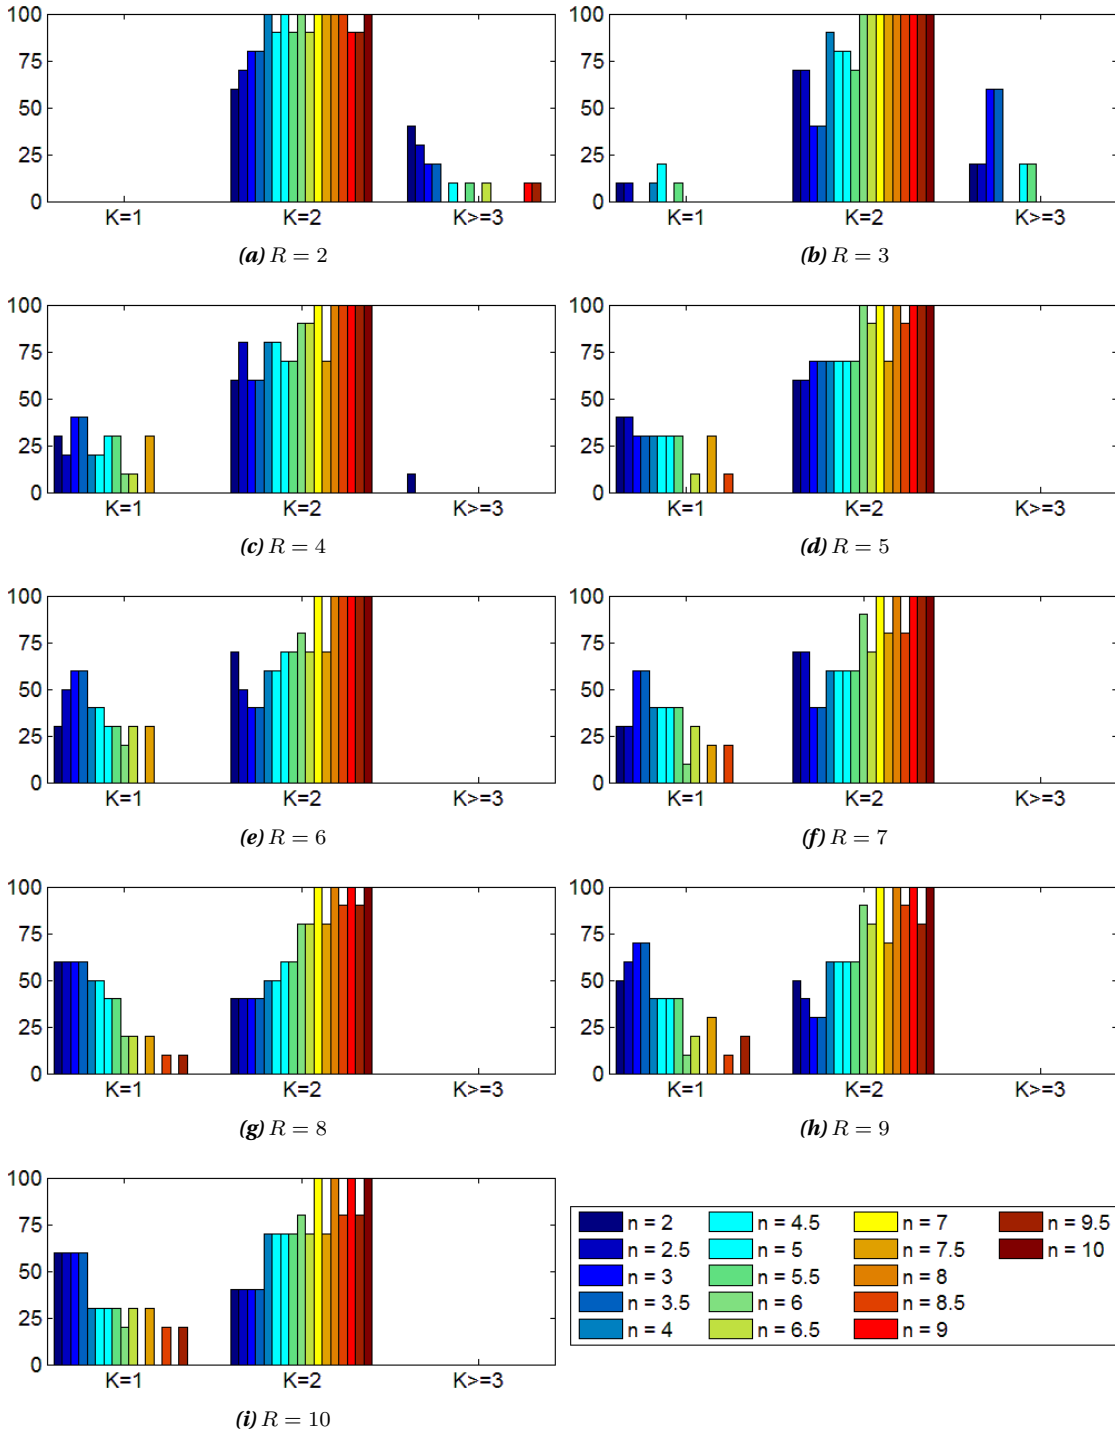 100
75
50
25
0
K=1 K=2 K>=3
(a) R = 2
100
75
50
25
0
K=1 K=2 K>=3
(b) R = 3
100
75
50
25
0
K=1 K=2 K>=3
(c) R = 4
100
75
50
25
0
K=1 K=2 K>=3
(d) R = 5
100
75
50
25
0
K=1 K=2 K>=3
(e) R = 6
100
75
50
25
0
K=1 K=2 K>=3
(f) R = 7
100
75
50
25
0
K=1 K=2 K>=3
(g) R = 8
100
75
50
25
0
K=1 K=2 K>=3
(h) R = 9
100
75
50
25
0
K=1 K=2 K>=3
(i) R = 10
n = 2 n = 4.5 n = 7 n = 9.5
n = 2.5 n = 5 n = 7.5 n = 10
n = 3 n = 5.5 n = 8
n = 3.5 n = 6 n = 8.5
n = 4 n = 6.5 n = 9